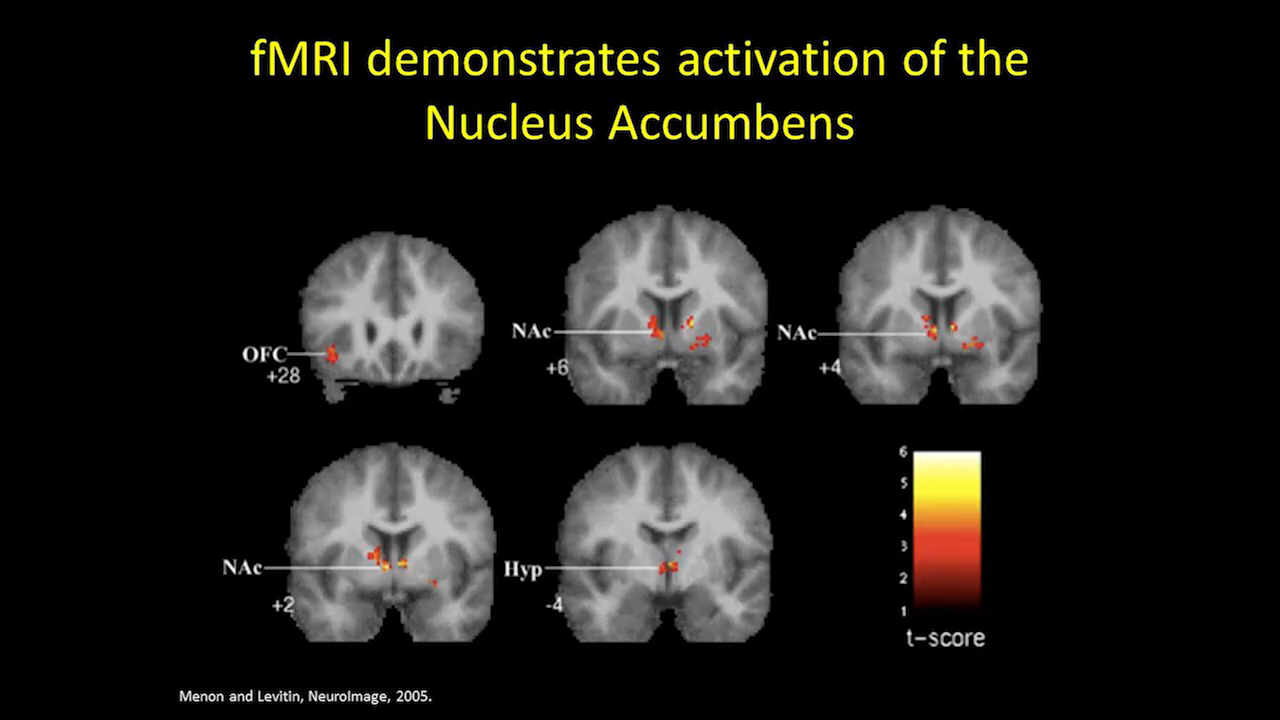 fMRI demonstrates activation of the
Nucleus Accumbens
OFC
+28
NAc
+6
NAc
+4
NAc
+2
Hyp
-4
6
5
4
3
2
1
t-score
Menon and Levitin, NeuroImage, 2005.